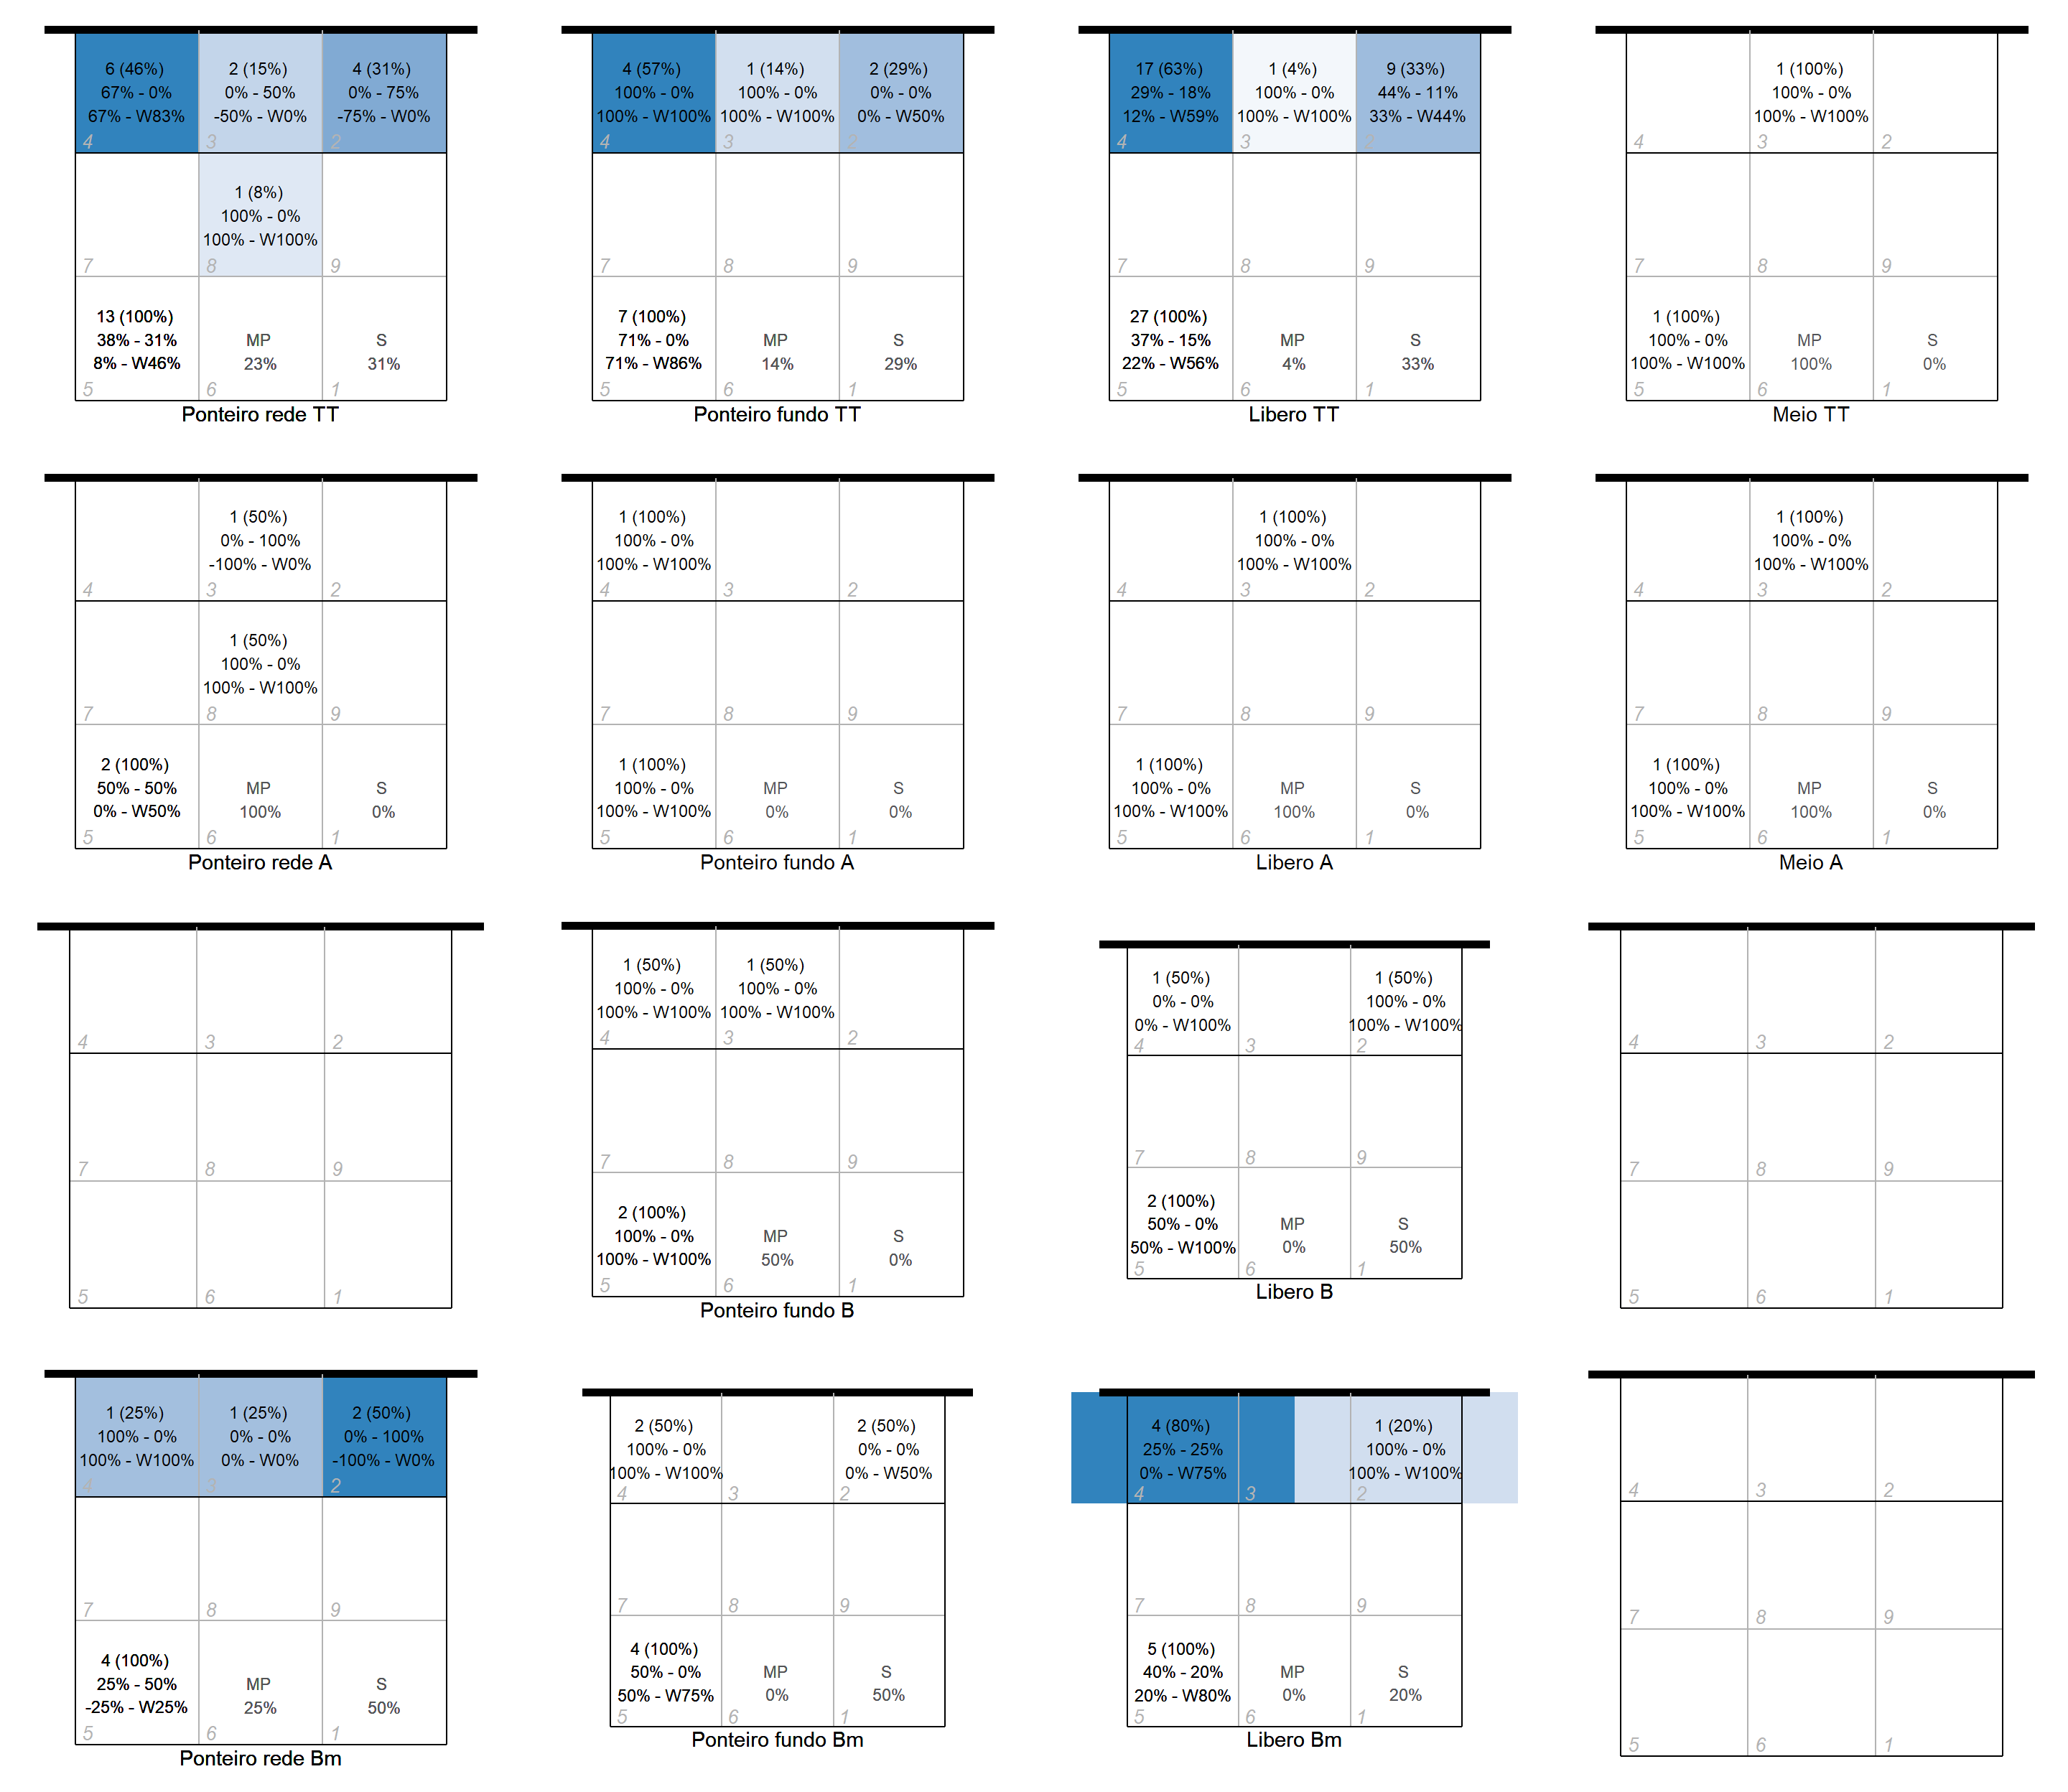 6 (46%)
67% - 0%
67% - W83%
4
2 (15%)
0% - 50%
-50% - W0%
3
4 (31%)
0% - 75%
-75% - W0%
2
7
1 (8%)
100% - 0%
100% - W100%
8
9
13 (100%)
38% - 31%
8% - W46%
5
MP
23%
6
S
31%
1
Ponteiro rede TT
4 (57%)
100% - 0%
100% - W100%
4
1 (14%)
100% - 0%
100% - W100%
3
2 (29%)
0% - 0%
0% - W50%
2
7
8
9
7 (100%)
71% - 0%
71% - W86%
5
MP
14%
6
S
29%
1
Ponteiro fundo TT
17 (63%)
29% - 18%
12% - W59%
4
1 (4%)
100% - 0%
100% - W100%
3
9 (33%)
44% - 11%
33% - W44%
2
7
8
9
27 (100%)
37% - 15%
22% - W56%
5
MP
4%
6
S
33%
1
Libero TT
4
1 (100%)
100% - 0%
100% - W100%
3
2
7
8
9
1 (100%)
100% - 0%
100% - W100%
5
MP
100%
6
S
0%
1
Meio TT
4
1 (50%)
0% - 100%
-100% - W0%
3
2
7
1 (50%)
100% - 0%
100% - W100%
8
9
2 (100%)
50% - 50%
0% - W50%
5
MP
100%
6
S
0%
1
Ponteiro rede A
1 (100%)
100% - 0%
100% - W100%
4
3
2
7
8
9
1 (100%)
100% - 0%
100% - W100%
5
MP
0%
6
S
0%
1
Ponteiro fundo A
4
1 (100%)
100% - 0%
100% - W100%
3
2
7
8
9
1 (100%)
100% - 0%
100% - W100%
5
MP
100%
6
S
0%
1
Libero A
4
1 (100%)
100% - 0%
100% - W100%
3
2
7
8
9
1 (100%)
100% - 0%
100% - W100%
5
MP
100%
6
S
0%
1
Meio A
4
3
2
7
8
9
5
6
1
1 (50%)
100% - 0%
100% - W100%
4
1 (50%)
100% - 0%
100% - W100%
3
2
7
8
9
2 (100%)
100% - 0%
100% - W100%
5
MP
50%
6
S
0%
1
Ponteiro fundo B
1 (50%)
0% - 0%
0% - W100%
4
3
1 (50%)
100% - 0%
100% - W100%
2
7
8
9
2 (100%)
50% - 0%
50% - W100%
5
MP
0%
6
S
50%
1
Libero B
4
3
2
7
8
9
5
6
1
1 (25%)
100% - 0%
100% - W100%
4
1 (25%)
0% - 0%
0% - W0%
3
2 (50%)
0% - 100%
-100% - W0%
2
7
8
9
4 (100%)
25% - 50%
-25% - W25%
5
MP
25%
6
S
50%
1
Ponteiro rede Bm
2 (50%)
100% - 0%
100% - W100%
4
3
2 (50%)
0% - 0%
0% - W50%
2
7
8
9
4 (100%)
50% - 0%
50% - W75%
5
MP
0%
6
S
50%
1
Ponteiro fundo Bm
4 (80%)
25% - 25%
0% - W75%
4
3
1 (20%)
100% - 0%
100% - W100%
2
7
8
9
5 (100%)
40% - 20%
20% - W80%
5
MP
0%
6
S
20%
1
Libero Bm
4
3
2
7
8
9
5
6
1